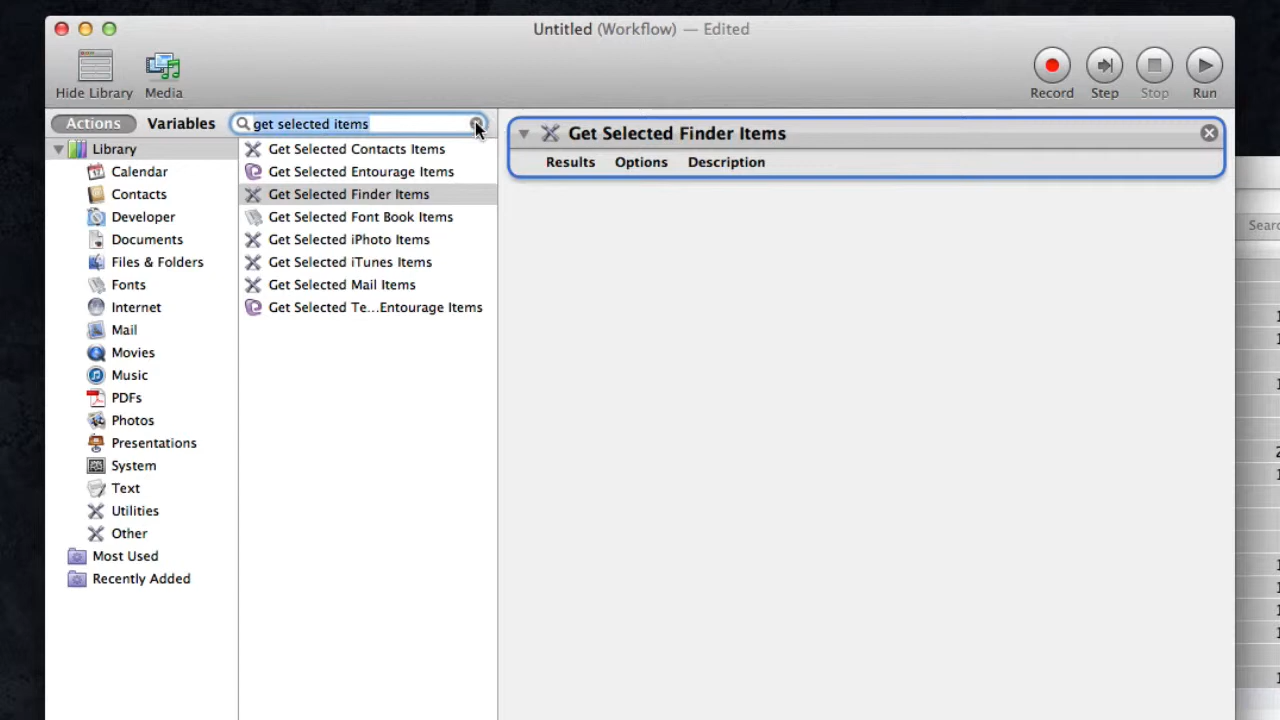 Untitled (Workflow) — Edited
Hide Library
Media
Record
Step
Stop
Run
Actions
Variables
get selected items
Library
Calendar
Contacts
Developer
Documents
Files & Folders
Fonts
Internet
Mail
Movies
Music
PDFs
Photos
Presentations
System
Text
Utilities
Other
Most Used
Recently Added
Get Selected Contacts Items
Get Selected Entourage Items
Get Selected Finder Items
Get Selected Font Book Items
Get Selected iPhoto Items
Get Selected iTunes Items
Get Selected Mail Items
Get Selected Te...Entourage Items
Get Selected Finder Items
Results Options Description